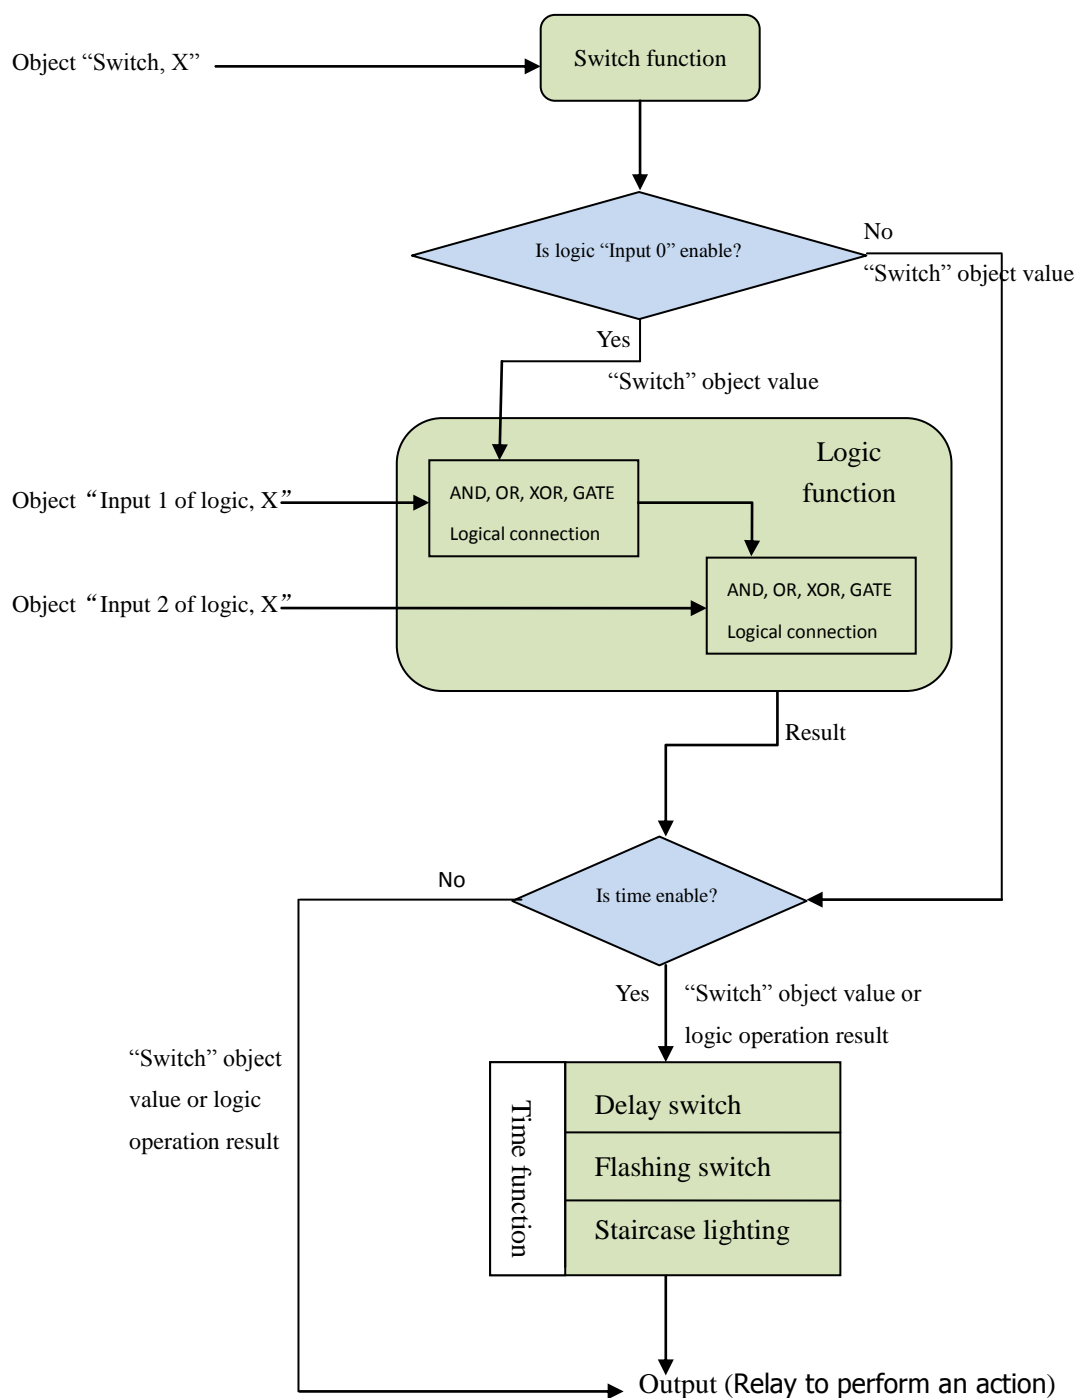 Object “Switch, X”
Switch function
Is logic “Input 0” enable?
No
“Switch” object value
Yes
“Switch” object value
Logic
function
Object “Input 1 of logic, X”
AND, OR, XOR, GATE
Logical connection
Object “Input 2 of logic, X”
AND, OR, XOR, GATE
Logical connection
Result
No
Is time enable?
Yes
“Switch” object value or
logic operation result
“Switch” object
value or logic
operation result
Time function
Delay switch
Flashing switch
Staircase lighting
Output (Relay to perform an action)